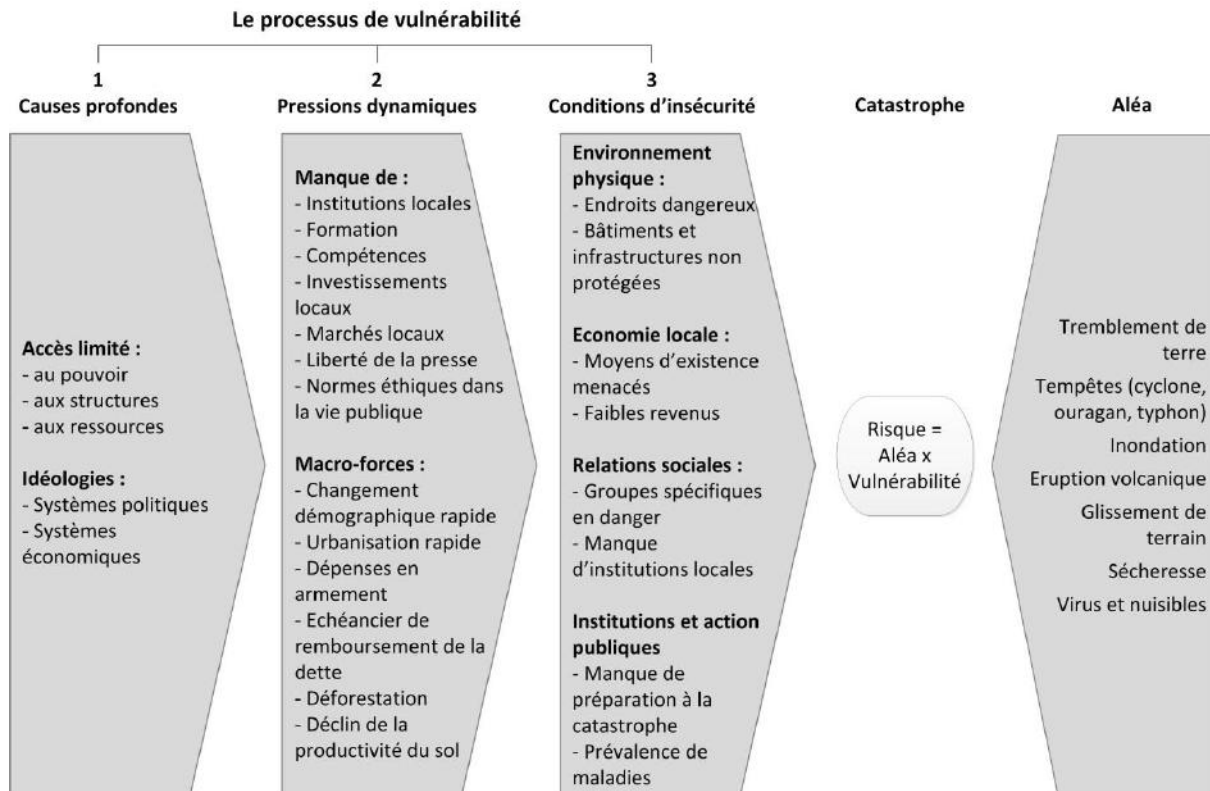 Le processus de vulnérabilité
1
Causes profondes
2
Pressions dynamiques
3
Conditions d'insécurité
Catastrophe
Aléa
Accès limité :
- au pouvoir
- aux structures
- aux ressources
Idéologies :
- Systèmes politiques
- Systèmes
économiques
Manque de :
- Institutions locales
- Formation
- Compétences
- Investissements
locaux
- Marchés locaux
- Liberté de la presse
- Normes éthiques dans
la vie publique
Macro-forces :
- Changement
démographique rapide
- Urbanisation rapide
- Dépenses en
armement
- Echéancier de
remboursement de la
dette
- Déforestation
- Déclin de la
productivité du sol
Environnement
physique :
- Endroits dangereux
- Bâtiments et
infrastructures non
protégées
Economie locale :
- Moyens d'existence
menacés
- Faibles revenus
Relations sociales :
- Groupes spécifiques
en danger
- Manque
d'institutions locales
Institutions et action
publiques
- Manque de
préparation à la
catastrophe
- Prévalence de
maladies
Risque =
Aléa x
Vulnérabilité
Tremblement de
terre
Tempêtes (cyclone,
ouragan, typhon)
Inondation
Eruption volcanique
Glissement de
terrain
Sécheresse
Virus et nuisibles